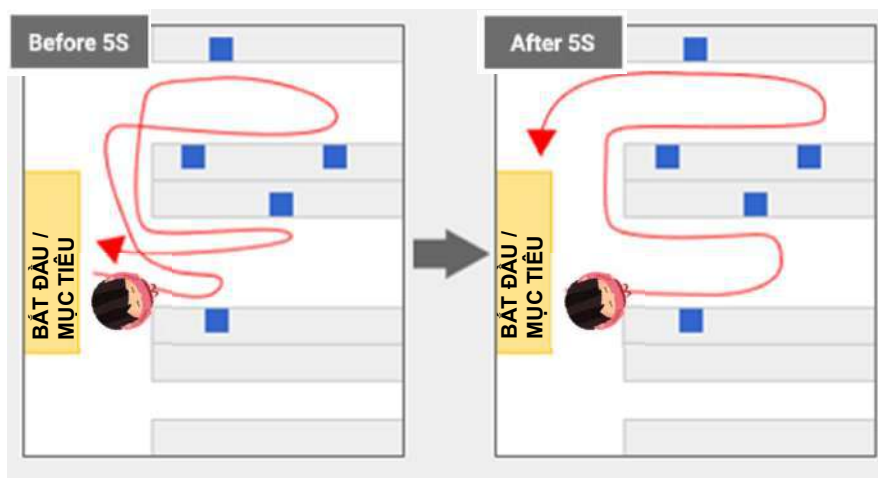 Before 5S
After 5S
BẮT ĐẦU /
MỤC TIÊU
BẮT ĐẦU /
MỤC TIÊU